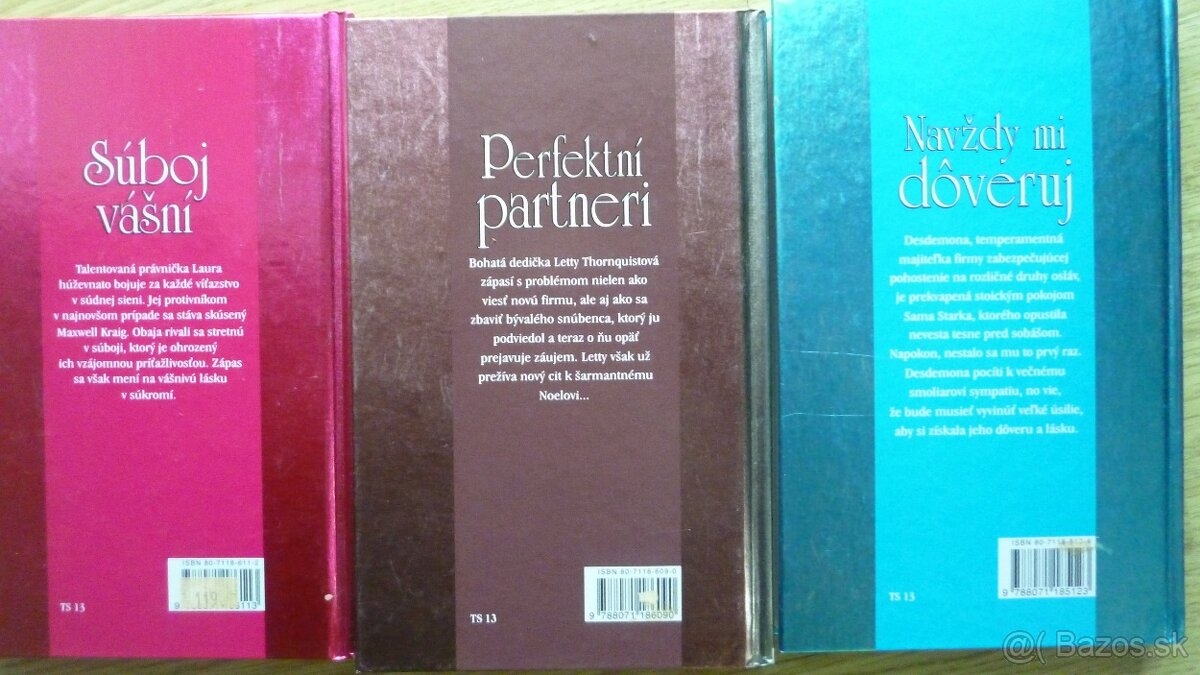 Súboj
vášní
Talentovaná právnička Laura
húževnato bojuje za každé víťazstvo
v súdnej sieni. Jej protivníkom
v najnovšom prípade sa stáva skúsený
Maxwell Kraig. Obaja rivali sa stretnú
v súboji, ktorý je ohrozený
ich vzájomnou príťažlivosťou. Zápas
sa však mení na vášnivú lásku
v súkromí.
ISBN 80-7118-611-2
119
TS 13
Perfektní
partneri
Bohatá dedička Letty Thornquistová
zápasí s problémom nielen ako
viesť novú firmu, ale aj ako sa
zbaviť bývalého snúbenca, ktorý ju
podviedol a teraz o ňu opäť
prejavuje záujem. Letty však už
prežíva nový cit k šarmantnému
Noelovi...
ISBN 80-7118-609-0
9 788071 186090
TS 13
Navždy mi
dôveruj
Desdemona, temperamentná
majiteľka firmy zabezpečujúcej
pohostenie na rozličné druhy osláv,
je prekvapená stoickým pokojom
Sama Starka, ktorého opustila
nevesta tesne pred sobášom.
Napokon, nestalo sa mu to prvý raz.
Desdemona pocíti k večnému
smoliarovi sympatiu, no vie,
že bude musieť vyvinúť veľké úsilie,
aby si získala jeho dôveru a lásku.
9 788071 185123
TS 13
@( Bazos.sk